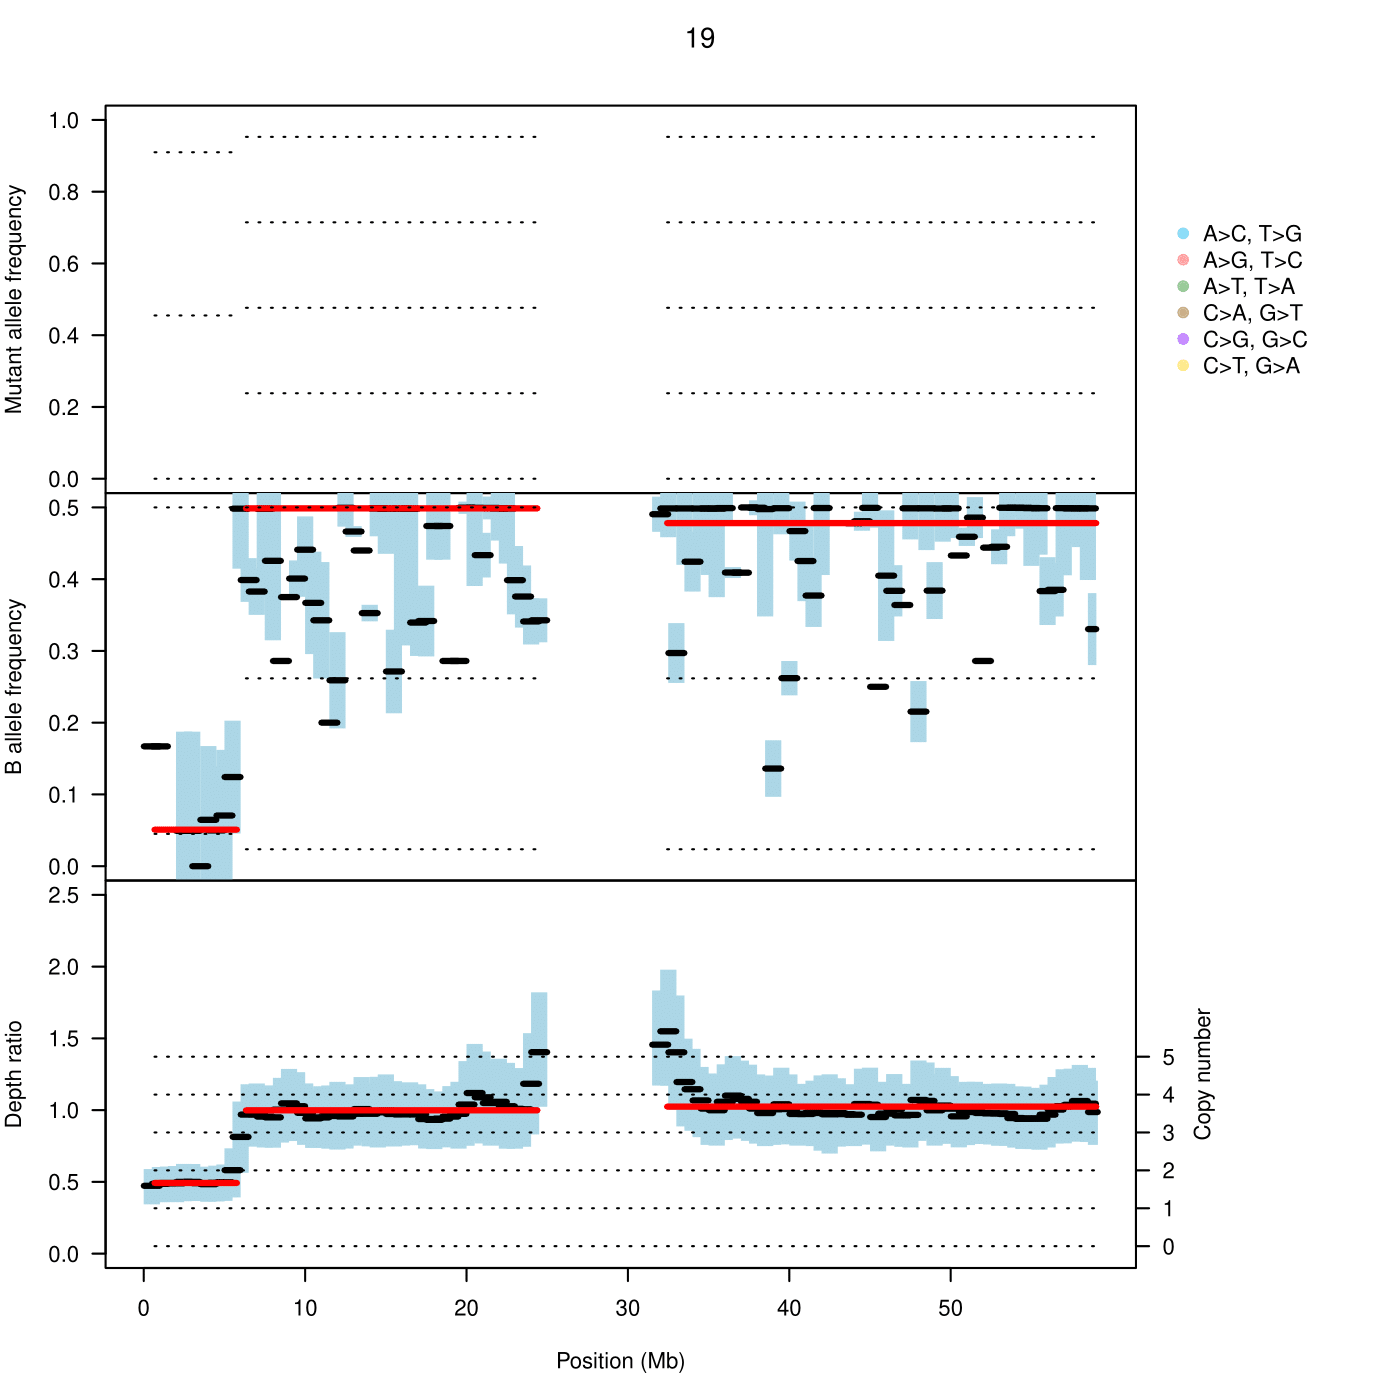 19
Mutant allele frequency
1.0
0.8
0.6
0.4
0.2
0.0
A>C, T>G
A>G, T>C
A>T, T>A
C>A, G>T
C>G, G>C
C>T, G>A
B allele frequency
0.5
0.4
0.3
0.2
0.1
0.0
Depth ratio
2.5
2.0
1.5
1.0
0.5
0.0
5
4
3
2
1
0
Copy number
0 10 20 30 40 50
Position (Mb)